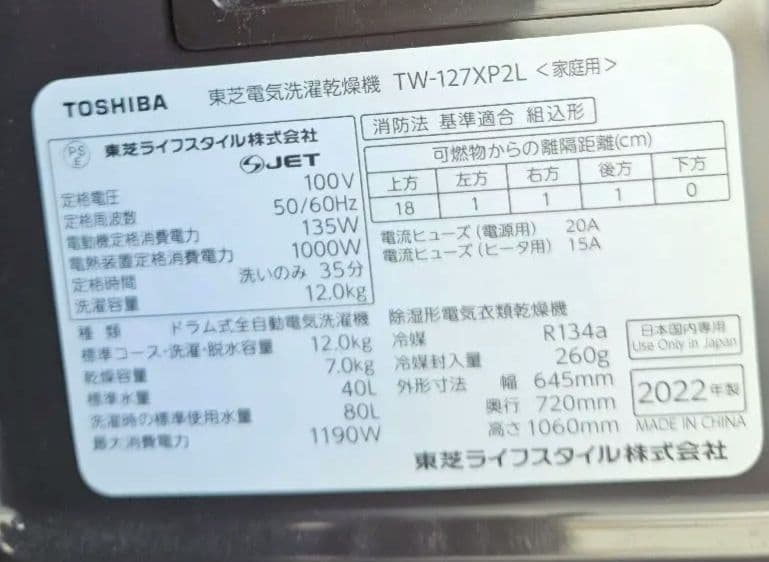 TOSHIBA 東芝電気洗濯乾燥機 TW-127XP2L <家庭用>
PS
E
東芝ライフスタイル株式会社
JET
定格電圧 100V
定格周波数 50/60Hz
電動機定格消費電力 135W
電熱装置定格消費電力 1000W
定格時間 洗いのみ 35分
洗濯容量 12.0kg
種 類 ドラム式全自動電気洗濯機
標準コース・洗濯・脱水容量 12.0kg
乾燥容量 7.0kg
標準水量 40L
洗濯時の標準使用水量 80L
最大消費電力 1190W
消防法 基準適合 組込形
可燃物からの離隔距離(cm)
上方 左方 右方 後方 下方
18 1 1 1 0
電流ヒューズ (電源用) 20A
電流ヒューズ (ヒータ用) 15A
除湿形電気衣類乾燥機
冷媒 R134a
冷媒封入量 260g
外形寸法 幅 645mm
奥行 720mm
高さ 1060mm
日本国内専用
Use Only in Japan
2022年製
MADE IN CHINA
東芝ライフスタイル株式会社